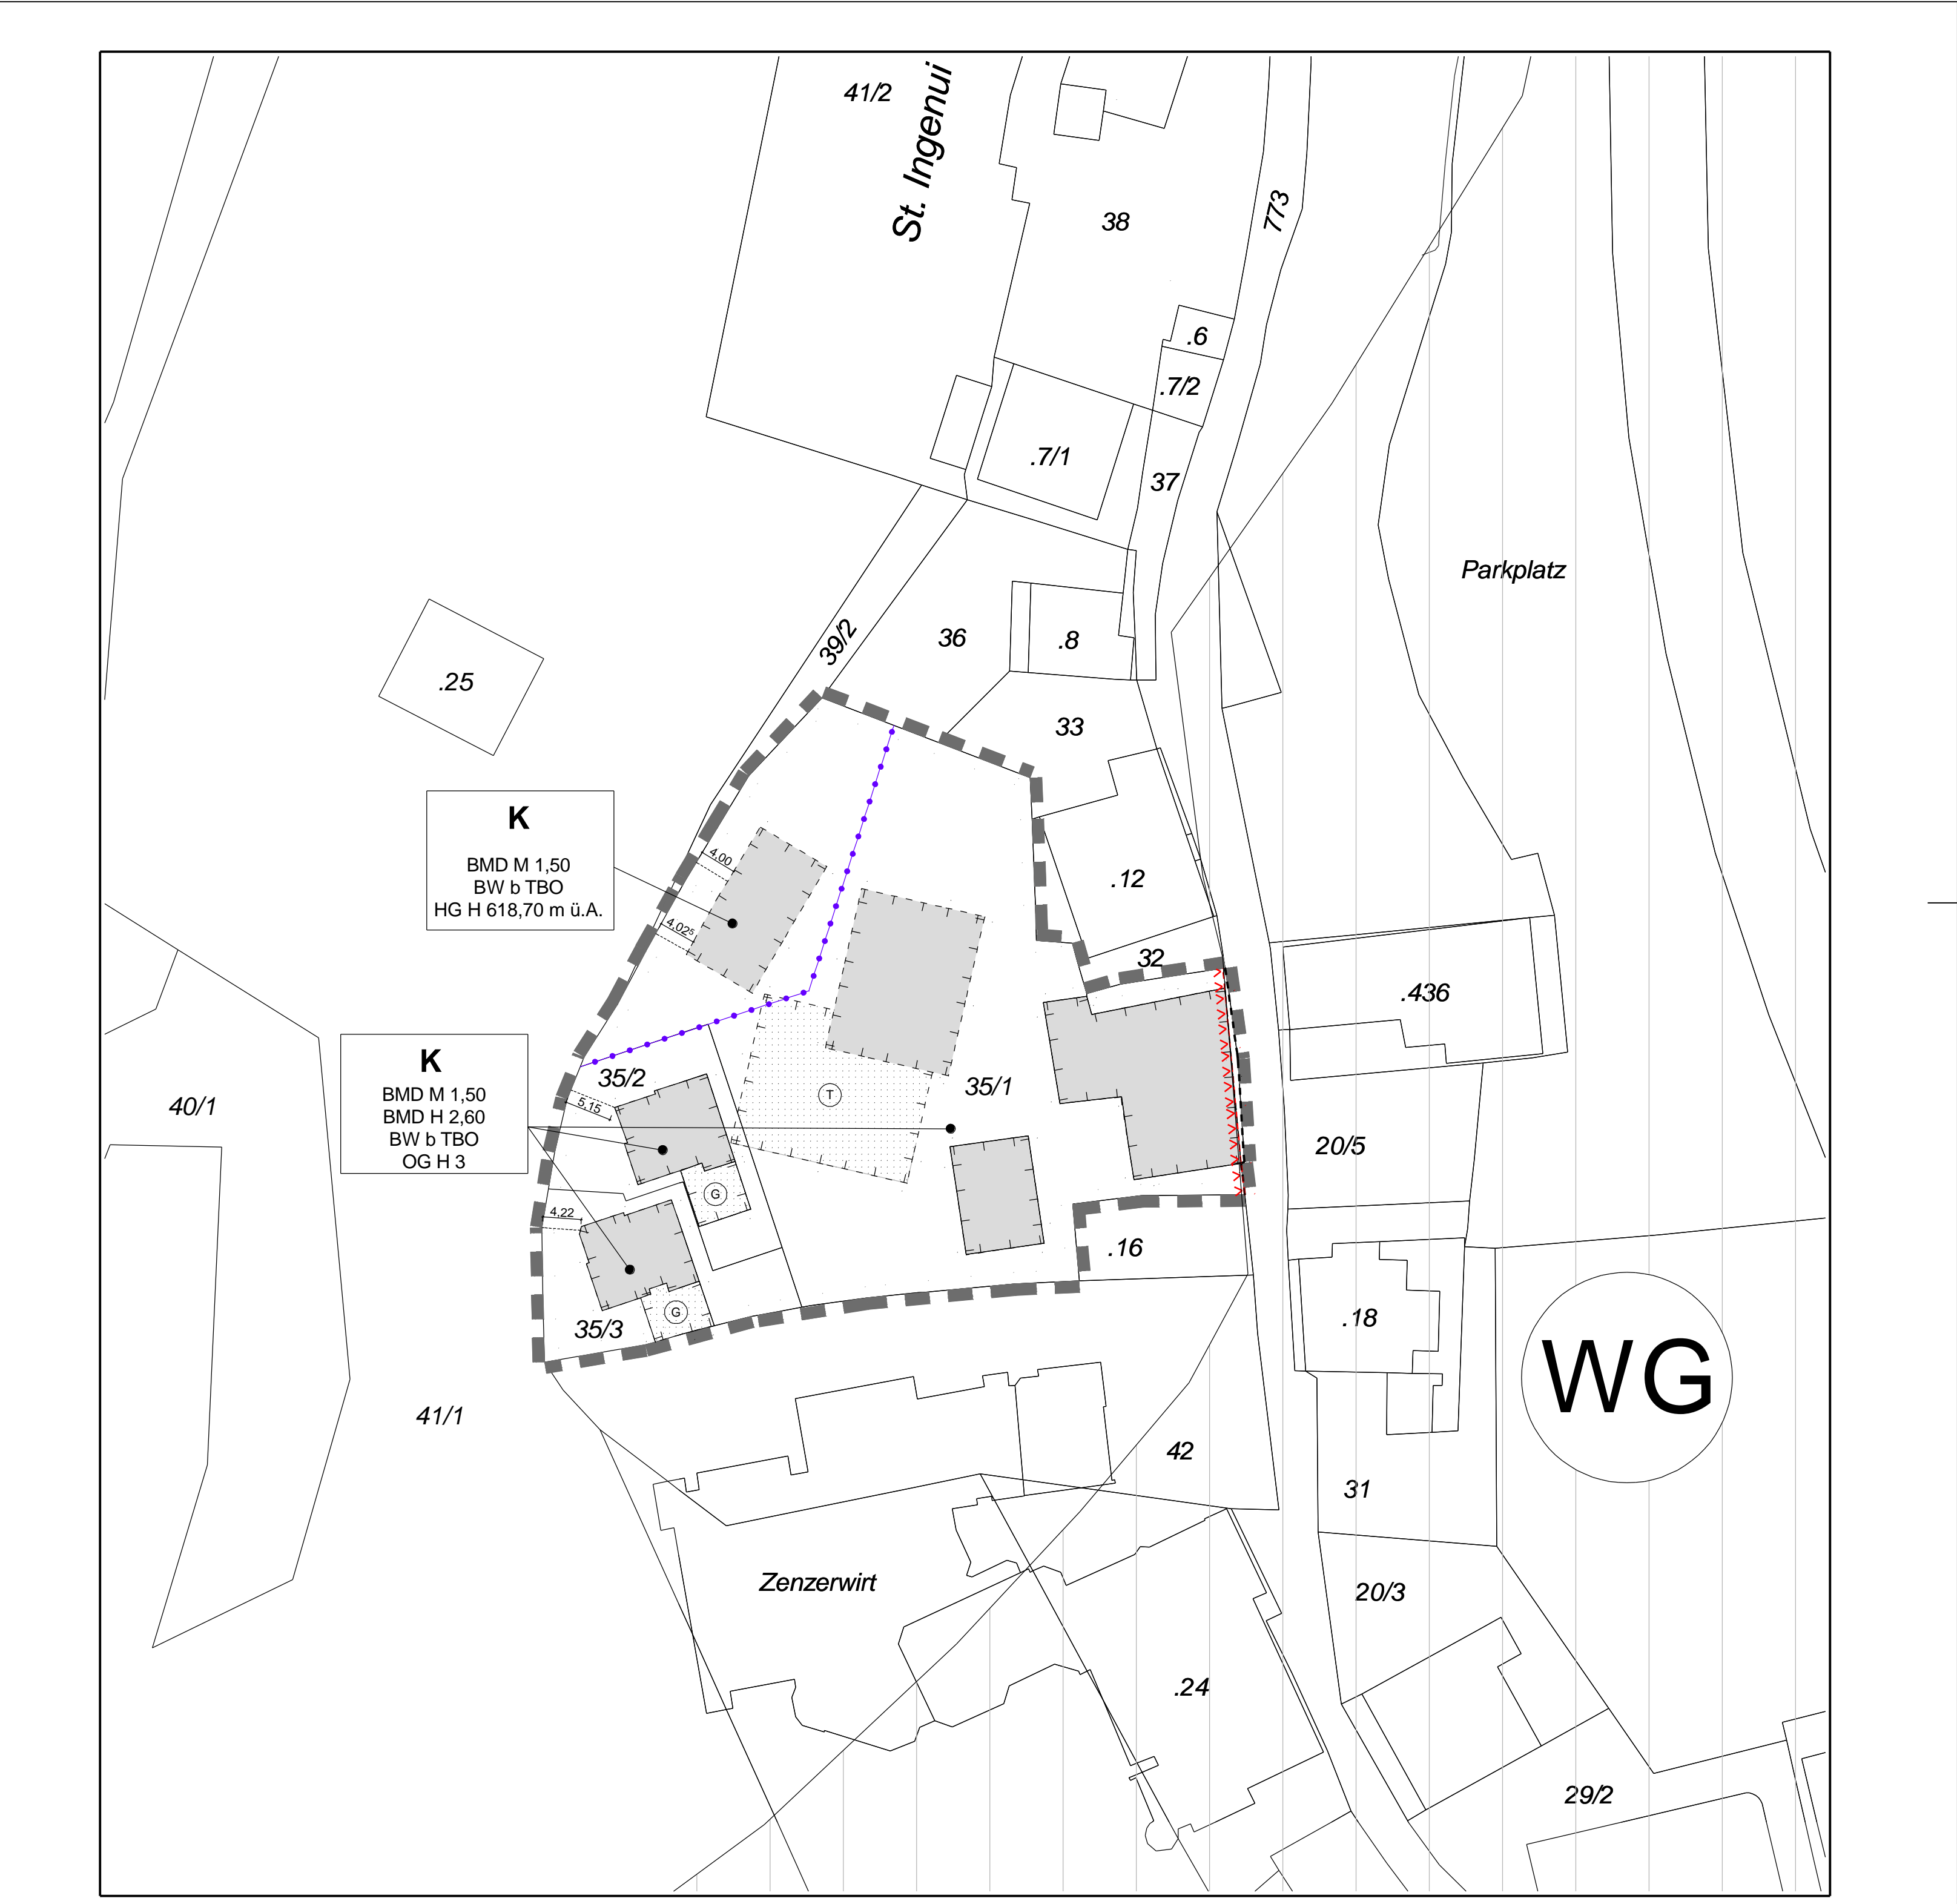 41/2
St. Ingenui
38
773
.6
.7/2
.7/1
37
Parkplatz
39/2
36
.8
.25
33
K
BMD M 1,50
BW b TBO
HG H 618,70 m ü.A.
4,00
4,02⁵
.12
32
.436
K
BMD M 1,50
BMD H 2,60
BW b TBO
OG H 3
35/2
5,15
T
35/1
40/1
20/5
G
4,22
.16
G
35/3
.18
WG
41/1
42
31
Zenzerwirt
20/3
.24
29/2